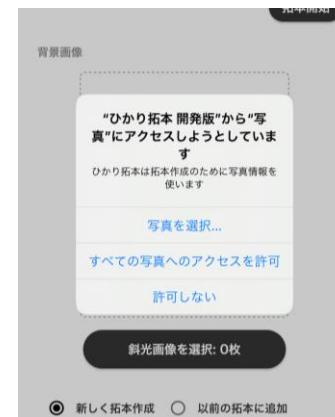 拓本開始
背景画像
“ひかり拓本 開発版”から“写
真”にアクセスしようとしていま
す
ひかり拓本は拓本作成のために写真情報を
使います
写真を選択...
すべての写真へのアクセスを許可
許可しない
斜光画像を選択: 0枚
新しく拓本作成 以前の拓本に追加